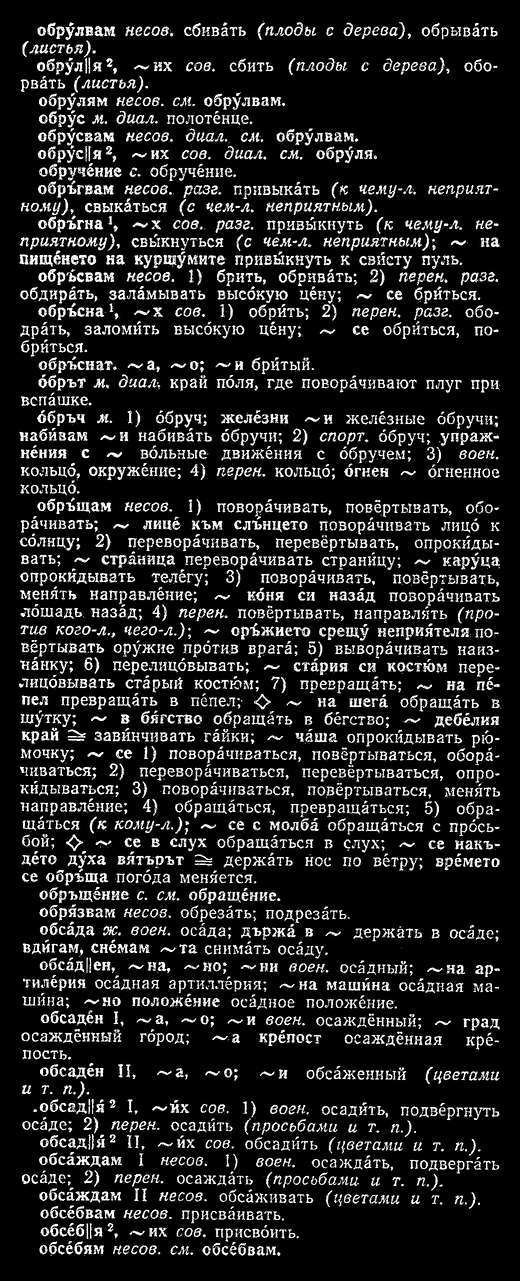 обру́лвам несов. сбива́ть (плоды с дерева), обрыва́ть
(листья).
обру́л||я², ~их сов. сбить (плоды с дерева), обо-
рва́ть (листья).
обру́лям несов. см. обру́лвам.
обру́с м. диал. полоте́нце.
обру́свам несов. диал. см. обру́лвам.
обру́с||я², ~их сов. диал. см. обру́ля.
обруче́ние с. обруче́ние.
обръ́гвам несов. разг. привыка́ть (к чему-л. неприят-
ному), свыка́ться (с чем-л. неприятным).
обръ́гна¹, ~х сов. разг. привы́кнуть (к чему-л. не-
приятному), свы́кнуться (с чем-л. неприятным); ~ на
пище́нето на куршу́мите привы́кнуть к сви́сту пуль.
обръ́свам несов. 1) брить, обрива́ть; 2) перен. разг.
обдира́ть, зала́мывать высо́кую це́ну; ~ се бри́ться.
обръ́сна¹, ~х сов. 1) обри́ть; 2) перен. разг. обо-
дра́ть, заломи́ть высо́кую це́ну; ~ се обри́ться, по-
бри́ться.
обръ́снат. ~а, ~о; ~и бри́тый.
о́брът м. диал. край по́ля, где повора́чивают плуг при
вспа́шке.
о́бръч м. 1) о́бруч; желе́зни ~и желе́зные о́бручи;
наби́вам ~и набива́ть о́бручи; 2) спорт. о́бруч; упраж-
не́ния с ~ во́льные движе́ния с о́бручем; 3) воен.
кольцо́, окруже́ние; 4) перен. кольцо́; о́гнен ~ о́гненное
кольцо́.
обръ́щам несов. 1) повора́чивать, повёртывать, обо-
ра́чивать; ~ лице́ към слъ́нцето повора́чивать лицо́ к
со́лнцу; 2) перевора́чивать, перевёртывать, опроки́ды-
вать; ~ страни́ца перевора́чивать страни́цу; ~ кару́ца
опроки́дывать теле́гу; 3) повора́чивать, повёртывать,
меня́ть направле́ние; ~ ко́ня си наза́д повора́чивать
ло́шадь наза́д; 4) перен. повёртывать, направля́ть (про-
тив кого-л., чего-л.); ~ оръ́жието срещу́ неприя́теля по-
вёртывать ору́жие про́тив врага́; 5) вывора́чивать наиз-
на́нку; 6) перелицо́вывать; ~ ста́рия си костю́м пере-
лицо́вывать ста́рый костю́м; 7) превраща́ть; ~ на пе́-
пел превраща́ть в пе́пел; ◇ ~ на шега́ обраща́ть в
шу́тку; ~ в бя́гство обраща́ть в бе́гство; ~ дебе́лия
край ≅ зави́нчивать га́йки; ~ ча́ша опроки́дывать рю́-
мочку; ~ се 1) повора́чиваться, повёртываться, обора́-
чиваться; 2) перевора́чиваться, перевёртываться, опро-
ки́дываться; 3) повора́чиваться, повёртываться, меня́ть
направле́ние; 4) обраща́ться, превраща́ться; 5) обра-
ща́ться (к кому-л.); ~ се с молба́ обраща́ться с про́сь-
бой; ◇ ~ се в слух обраща́ться в слух; ~ се накъ-
де́то ду́ха вя́търът ≅ держа́ть нос по ве́тру; вре́мето
се обръ́ща пого́да меня́ется.
обръще́ние с. см. обраще́ние.
обря́звам несов. обреза́ть; подреза́ть.
обса́да ж. воен. оса́да; държа́ в ~ держа́ть в оса́де;
вди́гам, сне́мам ~та снима́ть оса́ду.
обса́д||ен, ~на, ~но; ~ни воен. оса́дный; ~на ар-
тиле́рия оса́дная артилле́рия; ~на маши́на оса́дная ма-
ши́на; ~но положе́ние оса́дное положе́ние.
обсаде́н I, ~а, ~о; ~и воен. осаждённый; ~ град
осаждённый го́род; ~а кре́пост осаждённая кре́-
пость.
обсаде́н II, ~а, ~о; ~и обса́женный (цветами
и т. п.).
обсад||я́² I, ~и́х сов. 1) воен. осади́ть, подве́ргнуть
оса́де; 2) перен. осади́ть (просьбами и т. п.).
обсад||я́² II, ~и́х сов. обсади́ть (цветами и т. п.).
обса́ждам I несов. 1) воен. осажда́ть, подверга́ть
оса́де; 2) перен. осажда́ть (просьбами и т. п.).
обса́ждам II несов. обса́живать (цветами и т. п.).
обсе́бвам несов. присва́ивать.
обсе́б||я², ~их сов. присво́ить.
обсе́бям несов. см. обсе́бвам.